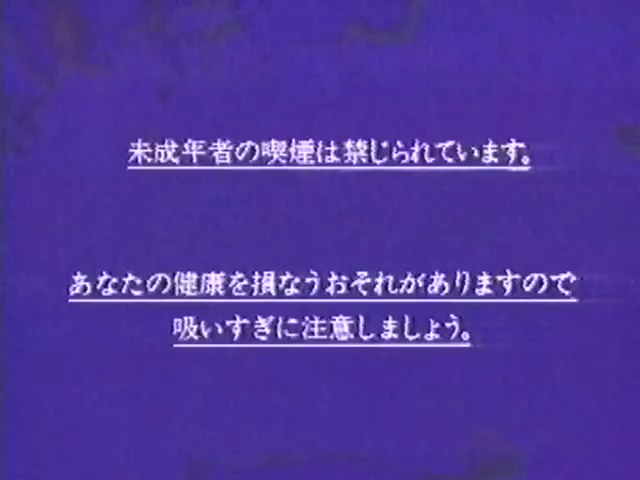 未成年者の喫煙は禁じられています。
あなたの健康を損なうおそれがありますので
吸いすぎに注意しましょう。